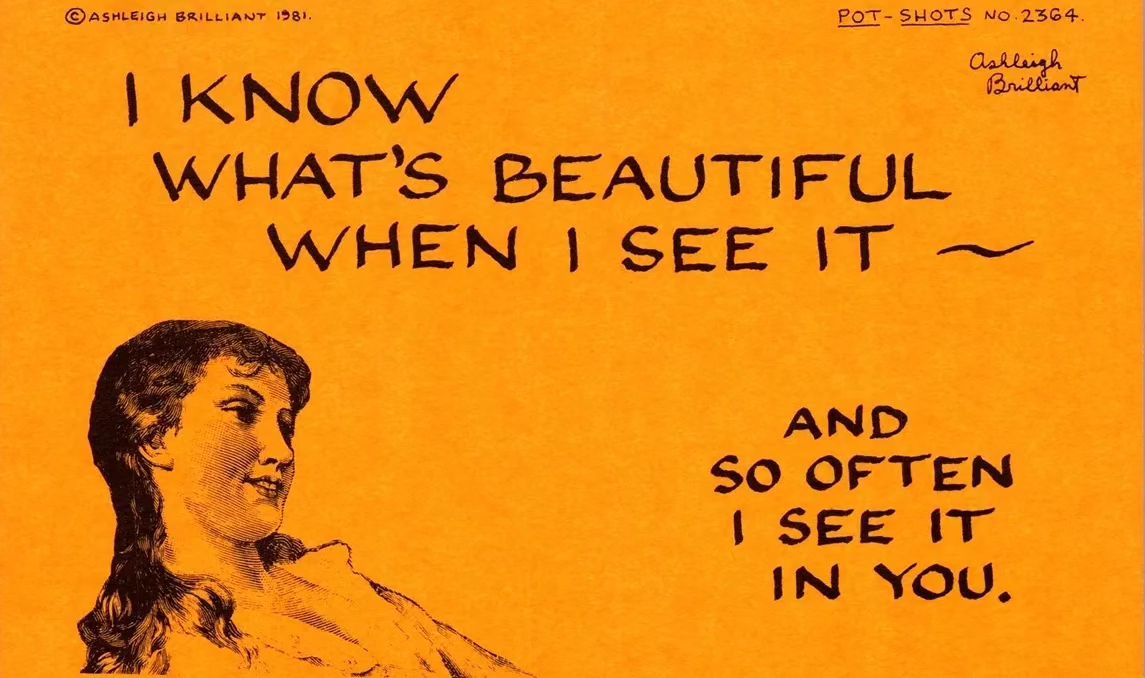 © ASHLEIGH BRILLIANT 1981.
POT-SHOTS NO. 2364.
Ashleigh
Brilliant
I KNOW
WHAT'S BEAUTIFUL
WHEN I SEE IT ~
AND
SO OFTEN
I SEE IT
IN YOU.